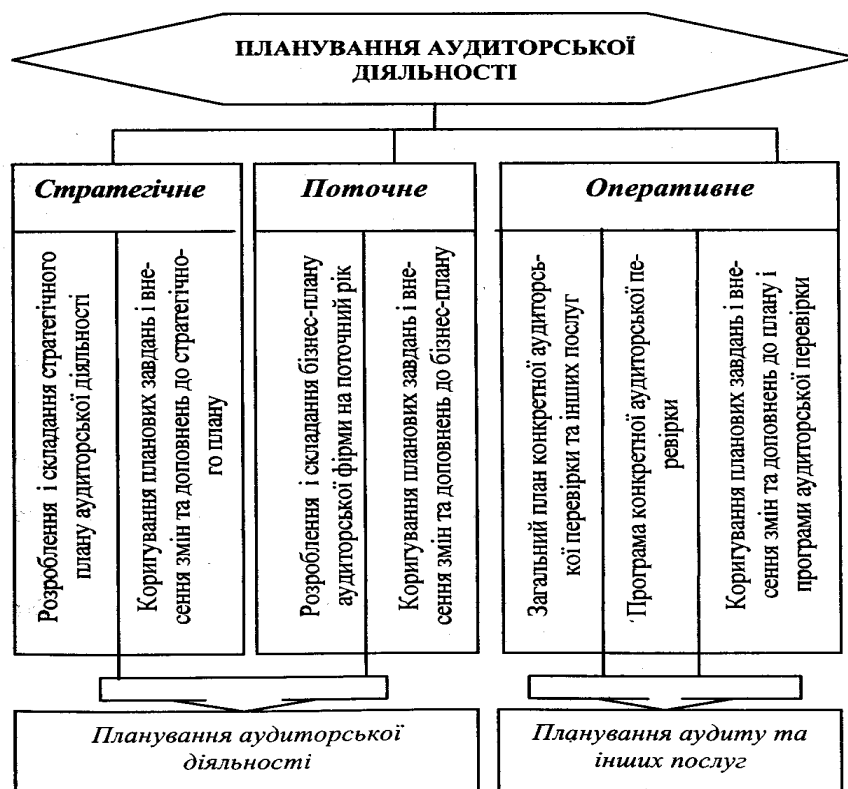 ПЛАНУВАННЯ АУДИТОРСЬКОЇ
ДІЯЛЬНОСТІ
Стратегічне
Розроблення і складання стратегічного
плану аудиторської діяльності
Коригування планових завдань і вне-
сення змін та доповнень до стратегічно-
го плану
Поточне
Розроблення і складання бізнес-плану
аудиторської фірми на поточний рік
Коригування планових завдань і вне-
сення змін та доповнень до бізнес-плану
Оперативне
Загальний план конкретної аудиторсь-
кої перевірки та інших послуг
Програма конкретної аудиторської пе-
ревірки
Коригування планових завдань і вне-
сення змін та доповнень до плану і
програми аудиторської перевірки
Планування аудиторської
діяльності
Планування аудиту та
інших послуг